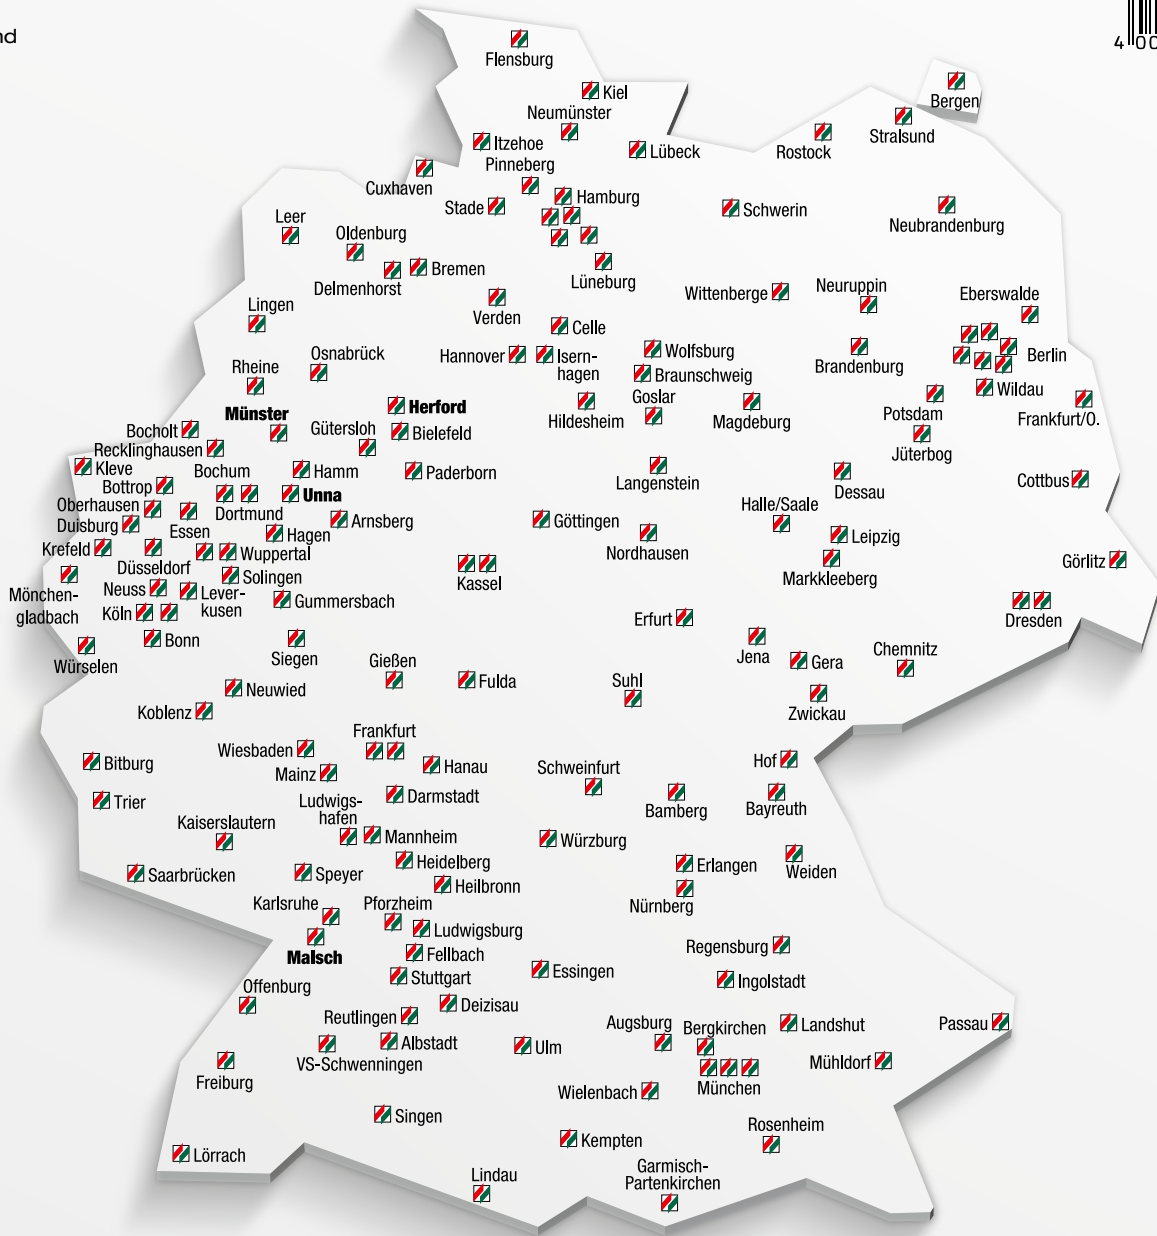 nd
4 00
Flensburg
Kiel
Bergen
Neumünster
Stralsund
Itzehoe
Rostock
Lübeck
Pinneberg
Cuxhaven
Hamburg
Stade
Schwerin
Leer
Neubrandenburg
Oldenburg
Bremen
Lüneburg
Delmenhorst
Neuruppin
Wittenberge
Eberswalde
Lingen
Verden
Celle
Osnabrück
Hannover
Isern-
hagen
Wolfsburg
Berlin
Rheine
Braunschweig
Brandenburg
Wildau
Goslar
Herford
Münster
Hildesheim
Magdeburg
Potsdam
Frankfurt/O.
Bocholt
Gütersloh
Bielefeld
Recklinghausen
Jüterbog
Kleve
Bochum
Hamm
Paderborn
Bottrop
Langenstein
Dessau
Cottbus
Unna
Oberhausen
Dortmund
Halle/Saale
Duisburg
Essen
Arnsberg
Göttingen
Hagen
Leipzig
Krefeld
Wuppertal
Nordhausen
Düsseldorf
Görlitz
Solingen
Kassel
Markkleeberg
Mönchen-
gladbach
Neuss
Lever-
kusen
Gummersbach
Köln
Erfurt
Dresden
Bonn
Würselen
Siegen
Gießen
Jena
Gera
Chemnitz
Neuwied
Fulda
Suhl
Koblenz
Zwickau
Frankfurt
Wiesbaden
Bitburg
Hanau
Hof
Mainz
Schweinfurt
Trier
Darmstadt
Bamberg
Bayreuth
Ludwigs-
hafen
Kaiserslautern
Mannheim
Würzburg
Heidelberg
Erlangen
Weiden
Saarbrücken
Speyer
Heilbronn
Karlsruhe
Pforzheim
Nürnberg
Ludwigsburg
Malsch
Fellbach
Regensburg
Stuttgart
Essingen
Ingolstadt
Offenburg
Deizisau
Reutlingen
Augsburg
Bergkirchen
Landshut
Passau
Albstadt
Ulm
VS-Schwenningen
Mühldorf
Freiburg
München
Wielenbach
Singen
Rosenheim
Kempten
Lörrach
Lindau
Garmisch-
Partenkirchen